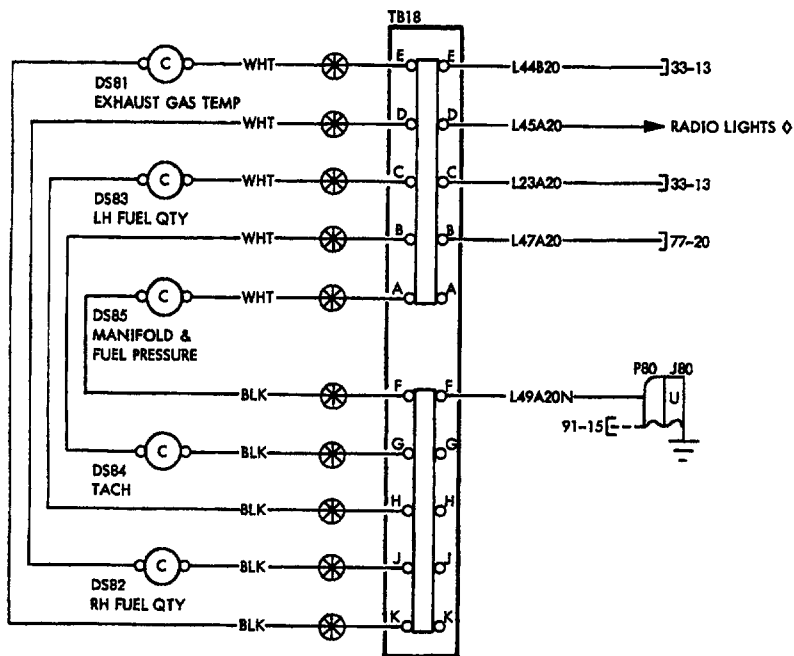 TB18
C WHT E E L44B20 33-13
DS81
EXHAUST GAS TEMP
WHT D D L45A20 RADIO LIGHTS ◊
C WHT C C L23A20 33-13
DS83
LH FUEL QTY
WHT B B L47A20 77-20
C WHT A A
DS85
MANIFOLD &
FUEL PRESSURE
P80 J80
BLK F F L49A20N U
91-15
C BLK G G
DS84
TACH
BLK H H
C BLK J J
DS82
RH FUEL QTY
BLK K K